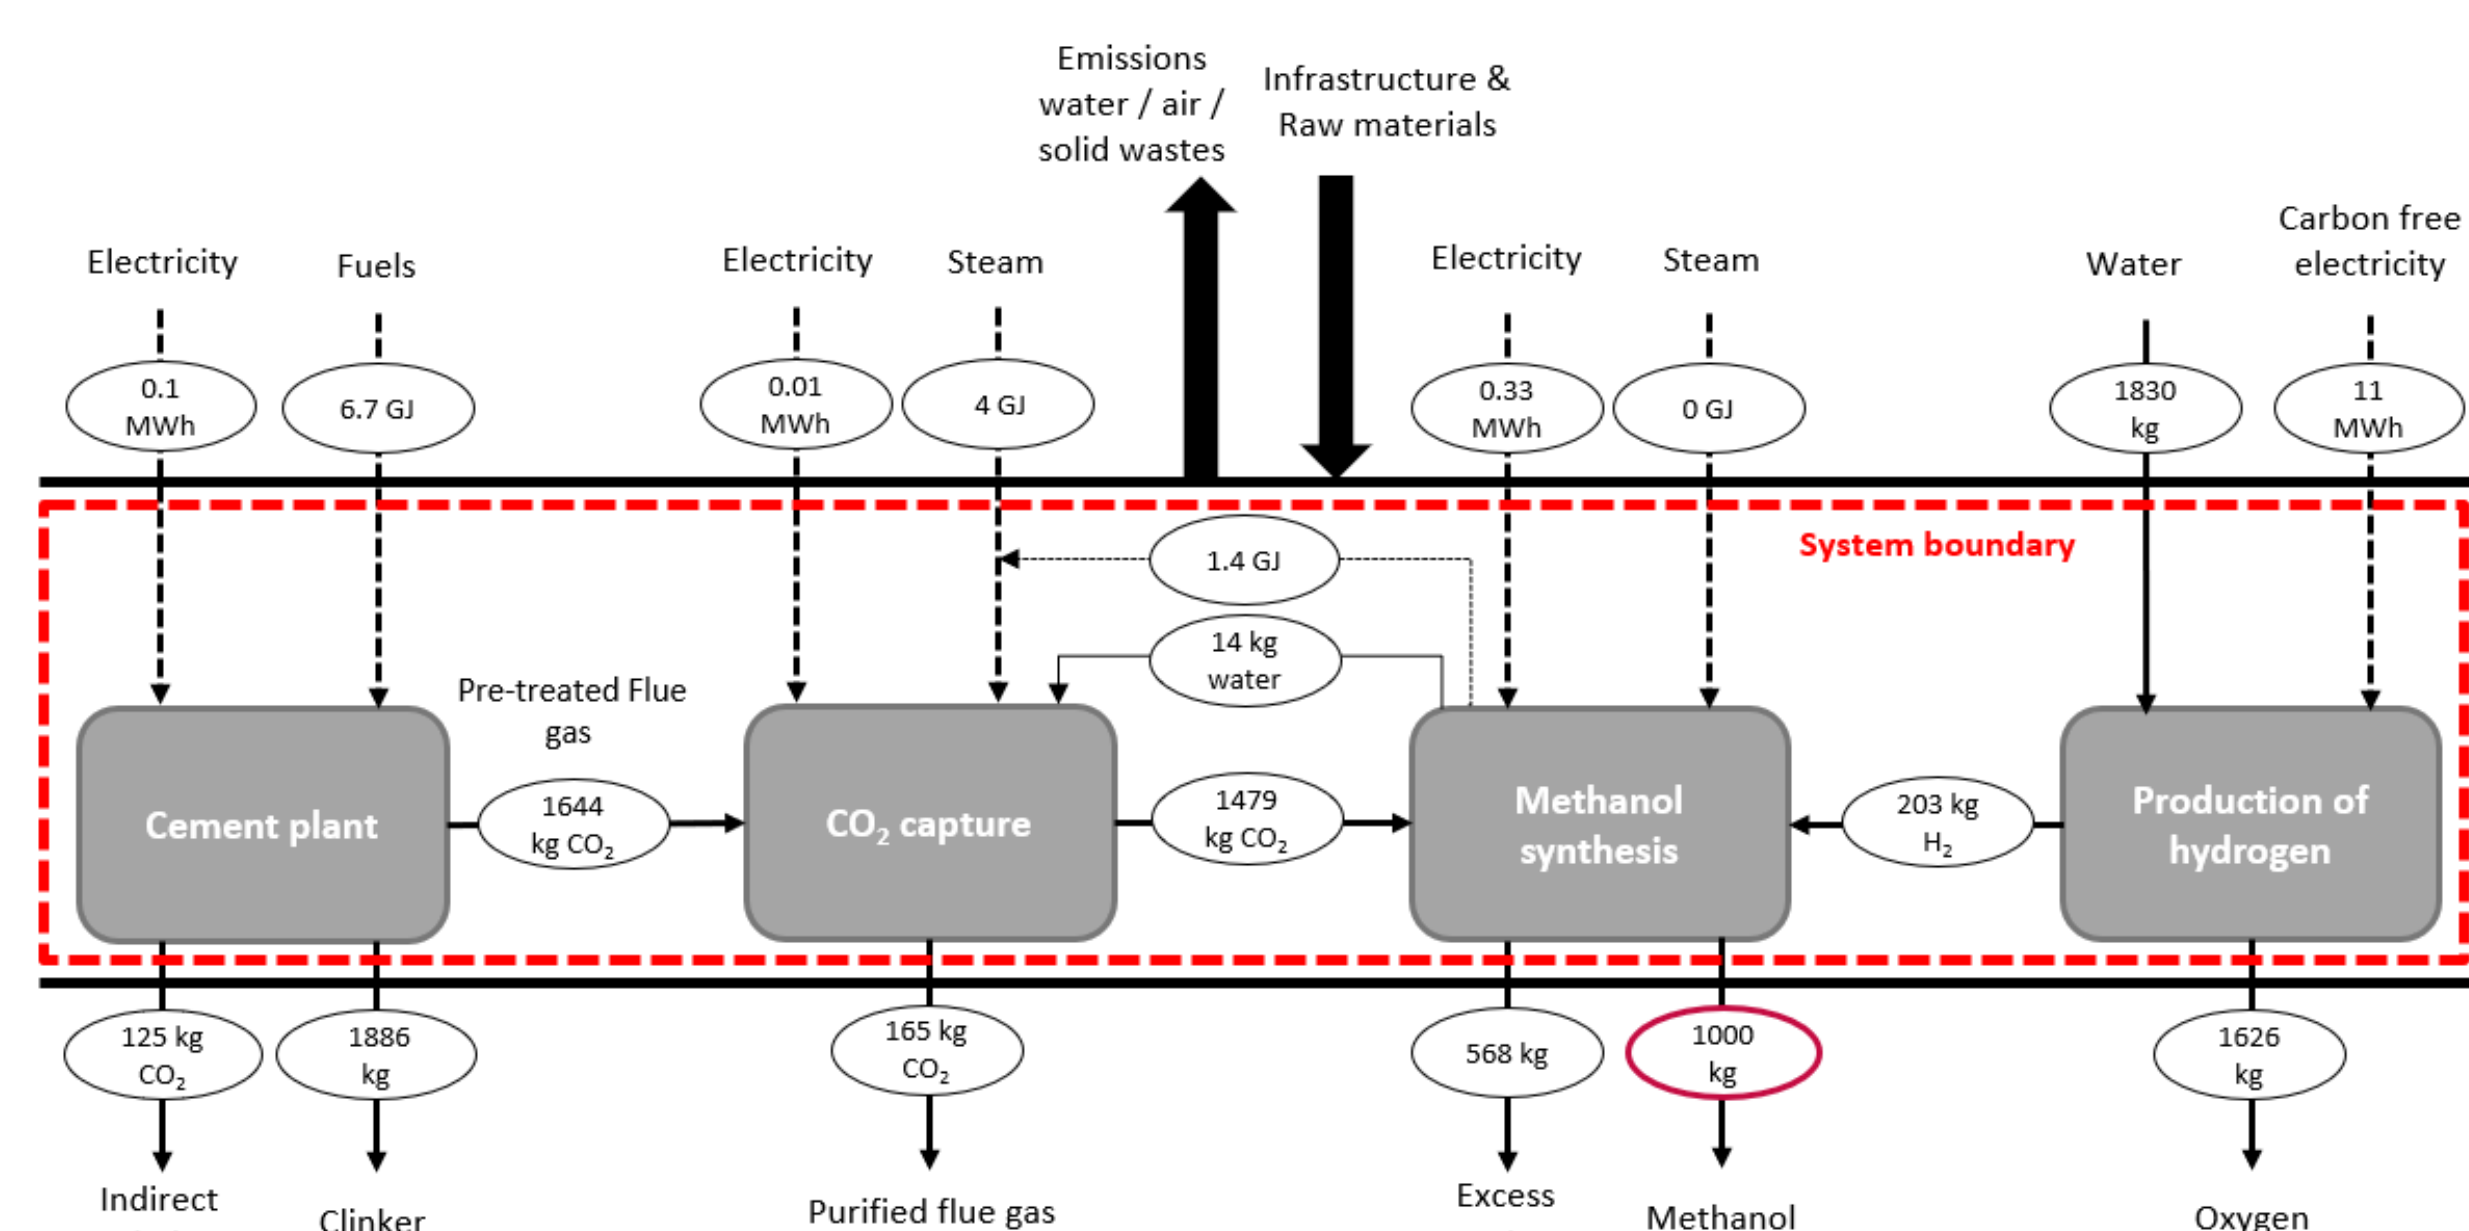 Emissions
water / air /
solid wastes
Infrastructure &
Raw materials
Electricity
Fuels
Electricity
Steam
Electricity
Steam
Water
Carbon free
electricity
0.1
MWh
6.7 GJ
0.01
MWh
4 GJ
0.33
MWh
0 GJ
1830
kg
11
MWh
System boundary
1.4 GJ
14 kg
water
Pre-treated Flue
gas
Cement plant
1644
kg CO₂
CO₂ capture
1479
kg CO₂
Methanol
synthesis
203 kg
H₂
Production of
hydrogen
125 kg
CO₂
1886
kg
165 kg
CO₂
568 kg
1000
kg
1626
kg
Indirect
Clinker
Purified flue gas
Excess
Methanol
Oxygen